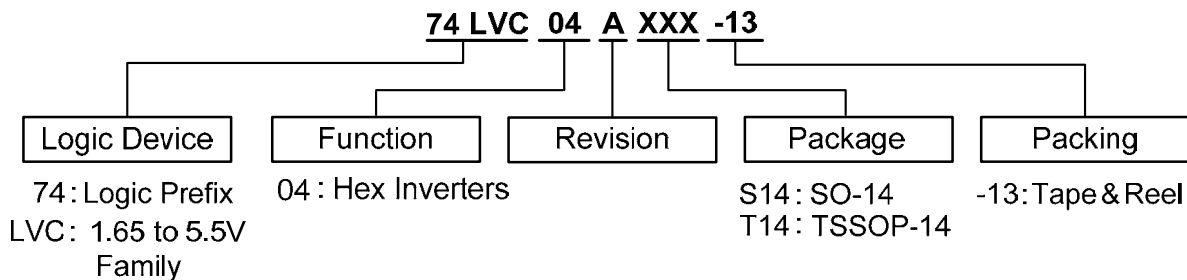 74 LVC 04 A XXX -13
Logic Device
Function
Revision
Package
Packing
74 : Logic Prefix
LVC : 1.65 to 5.5V
Family
04 : Hex Inverters
S14 : SO-14
T14 : TSSOP-14
-13: Tape & Reel